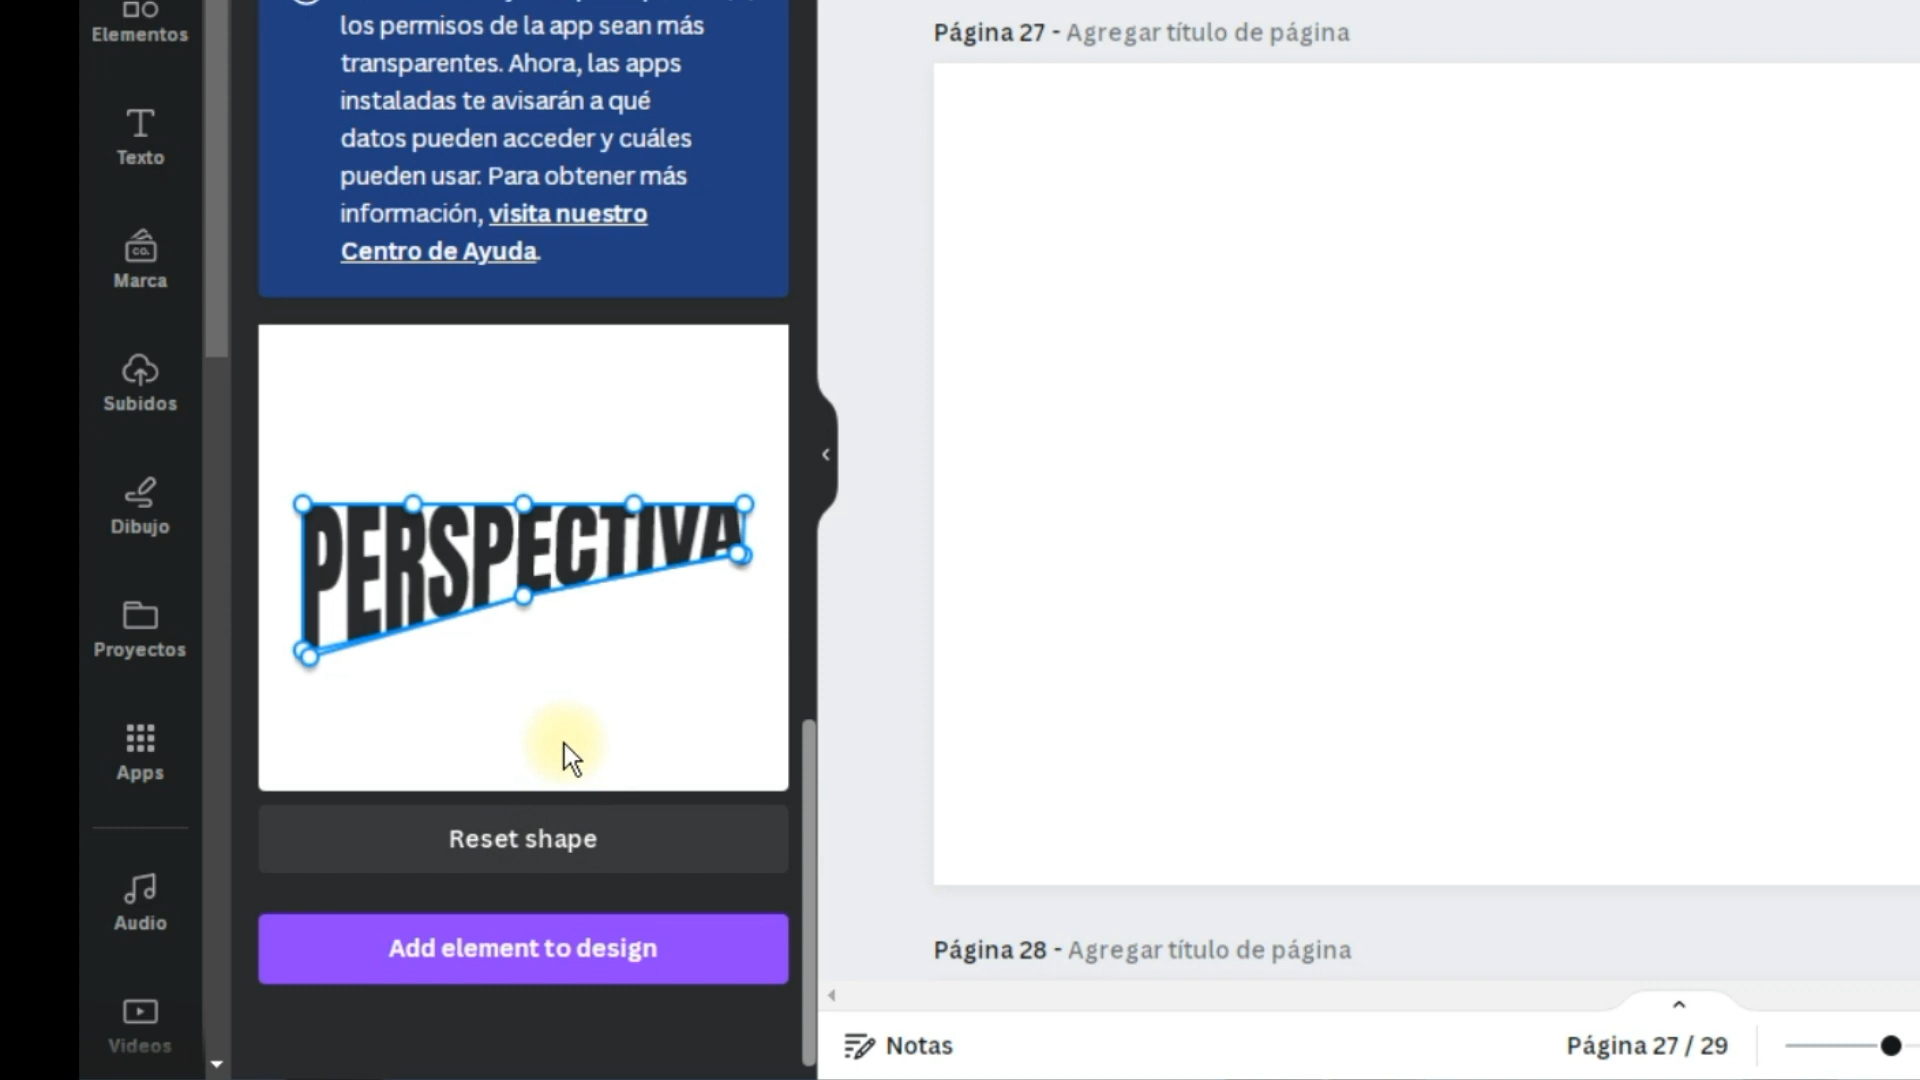 Elementos
Texto
Marca
CO.
Subidos
Dibujo
Proyectos
Apps
Audio
Videos
los permisos de la app sean más
transparentes. Ahora, las apps
instaladas te avisarán a qué
datos pueden acceder y cuáles
pueden usar. Para obtener más
información, visita nuestro
Centro de Ayuda.
PERSPECTIVA
Reset shape
Add element to design
Página 27 - Agregar título de página
Página 28 - Agregar título de página
Notas
Página 27 / 29